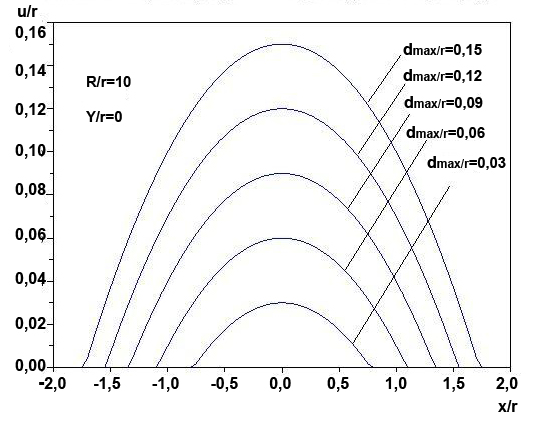 u/r
0,16
0,14
0,12
0,10
0,08
0,06
0,04
0,02
0,00
R/r=10
Y/r=0
dmax/r=0,15
dmax/r=0,12
dmax/r=0,09
dmax/r=0,06
dmax/r=0,03
-2,0 -1,5 -1,0 -0,5 0,0 0,5 1,0 1,5 2,0
x/r